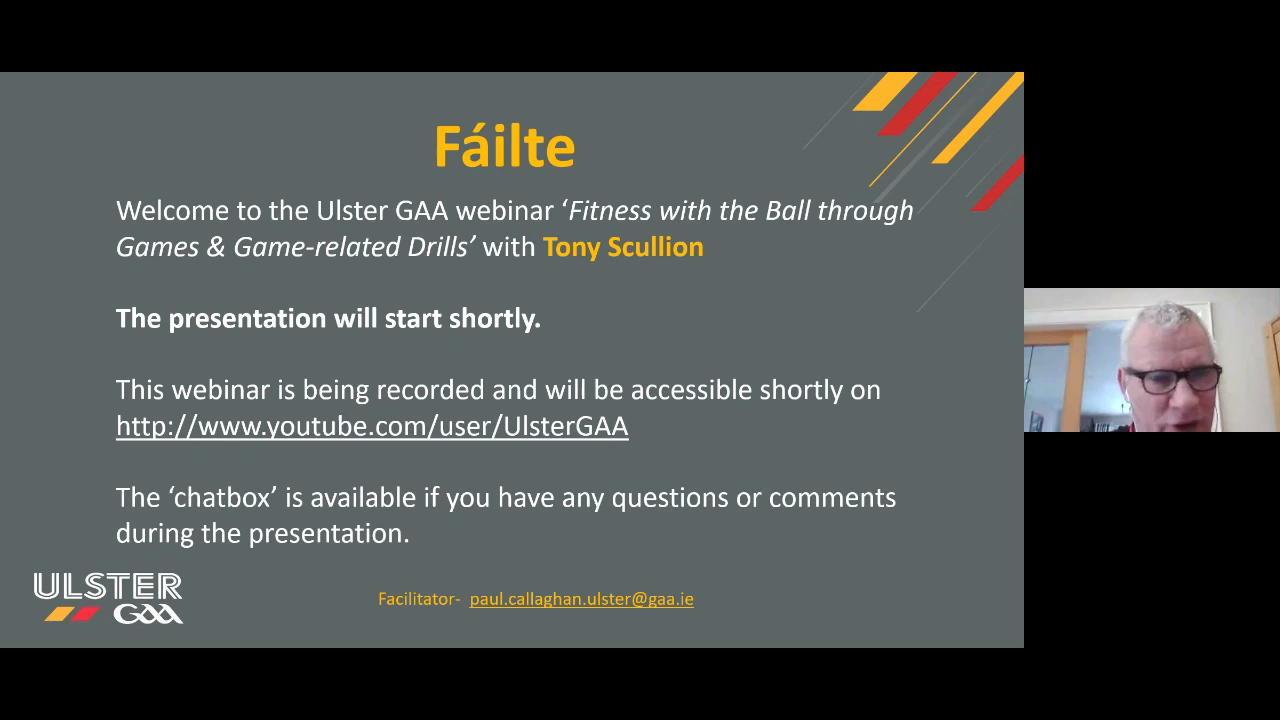 Fáilte
Welcome to the Ulster GAA webinar ‘Fitness with the Ball through
Games & Game-related Drills’ with Tony Scullion
The presentation will start shortly.
This webinar is being recorded and will be accessible shortly on
http://www.youtube.com/user/UlsterGAA
The ‘chatbox’ is available if you have any questions or comments
during the presentation.
ULSTER
GAA
Facilitator- paul.callaghan.ulster@gaa.ie